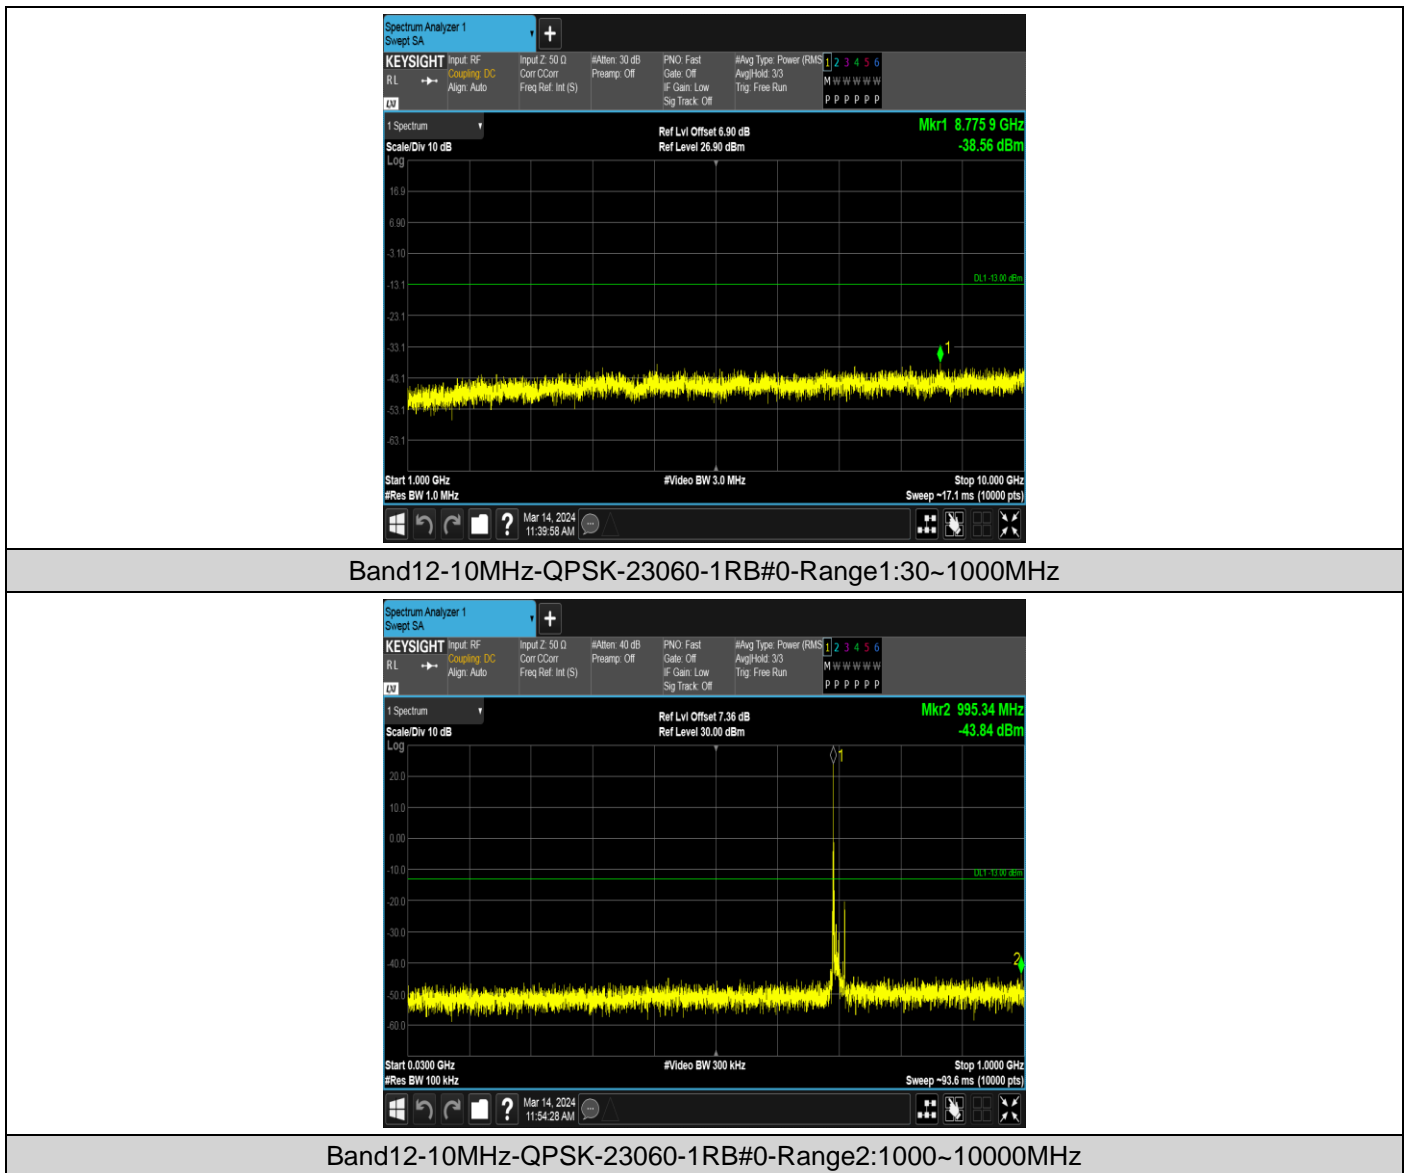 Spectrum Analyzer 1
Swept SA
+
KEYSIGHT
RL
LXI
Input: RF
Coupling: DC
Align: Auto
Input Z: 50 Ω
Corr CCorr
Freq Ref: Int (S)
#Atten: 30 dB
Preamp: Off
PNO: Fast
Gate: Off
IF Gain: Low
Sig Track: Off
#Avg Type: Power (RMS
Avg|Hold: 3/3
Trig: Free Run
1 2 3 4 5 6
M W W W W W
P P P P P P
1 Spectrum
Scale/Div 10 dB
Ref Lvl Offset 6.90 dB
Ref Level 26.90 dBm
Mkr1 8.775 9 GHz
-38.56 dBm
Log
16.9
6.90
-3.10
DL1 -13.00 dBm
-13.1
-23.1
-33.1
1
-43.1
-53.1
-63.1
Start 1.000 GHz
#Video BW 3.0 MHz
Stop 10.000 GHz
#Res BW 1.0 MHz
Sweep ~17.1 ms (10000 pts)
?
Mar 14, 2024
11:39:58 AM
Band12-10MHz-QPSK-23060-1RB#0-Range1:30~1000MHz
Spectrum Analyzer 1
Swept SA
+
KEYSIGHT
RL
LXI
Input: RF
Coupling: DC
Align: Auto
Input Z: 50 Ω
Corr CCorr
Freq Ref: Int (S)
#Atten: 40 dB
Preamp: Off
PNO: Fast
Gate: Off
IF Gain: Low
Sig Track: Off
#Avg Type: Power (RMS
Avg|Hold: 3/3
Trig: Free Run
1 2 3 4 5 6
M W W W W W
P P P P P P
1 Spectrum
Scale/Div 10 dB
Ref Lvl Offset 7.36 dB
Ref Level 30.00 dBm
Mkr2 995.34 MHz
-43.84 dBm
Log
1
20.0
10.0
0.00
-10.0
DL1 -13.00 dBm
-20.0
-30.0
-40.0
2
-50.0
-60.0
Start 0.0300 GHz
#Video BW 300 kHz
Stop 1.0000 GHz
#Res BW 100 kHz
Sweep ~93.6 ms (10000 pts)
?
Mar 14, 2024
11:54:28 AM
Band12-10MHz-QPSK-23060-1RB#0-Range2:1000~10000MHz